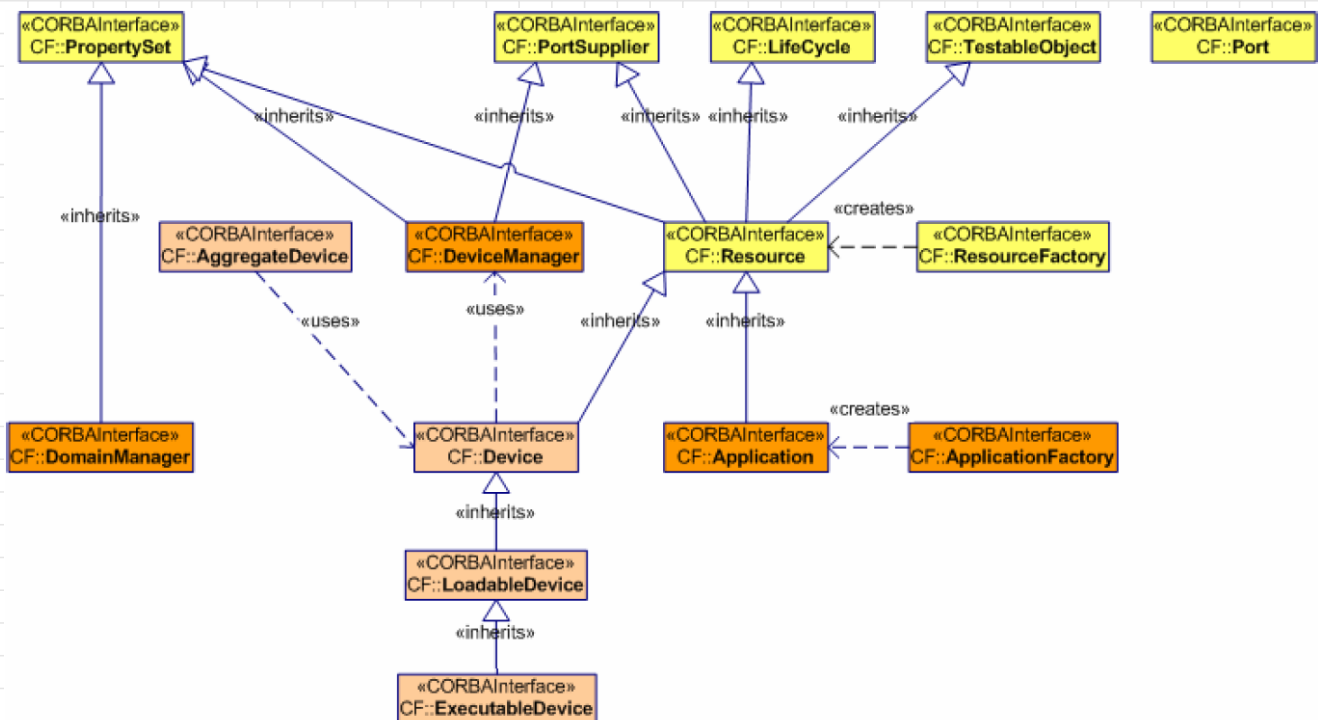 «CORBAInterface»
CF::PropertySet
«CORBAInterface»
CF::PortSupplier
«CORBAInterface»
CF::LifeCycle
«CORBAInterface»
CF::TestableObject
«CORBAInterface»
CF::Port
«inherits»
«inherits»
«inherits»
«inherits»
«inherits»
«inherits»
«creates»
«CORBAInterface»
CF::AggregateDevice
«CORBAInterface»
CF::DeviceManager
«CORBAInterface»
CF::Resource
«CORBAInterface»
CF::ResourceFactory
«uses»
«uses»
«inherits»
«inherits»
«creates»
«CORBAInterface»
CF::DomainManager
«CORBAInterface»
CF::Device
«CORBAInterface»
CF::Application
«CORBAInterface»
CF::ApplicationFactory
«inherits»
«CORBAInterface»
CF::LoadableDevice
«inherits»
«CORBAInterface»
CF::ExecutableDevice